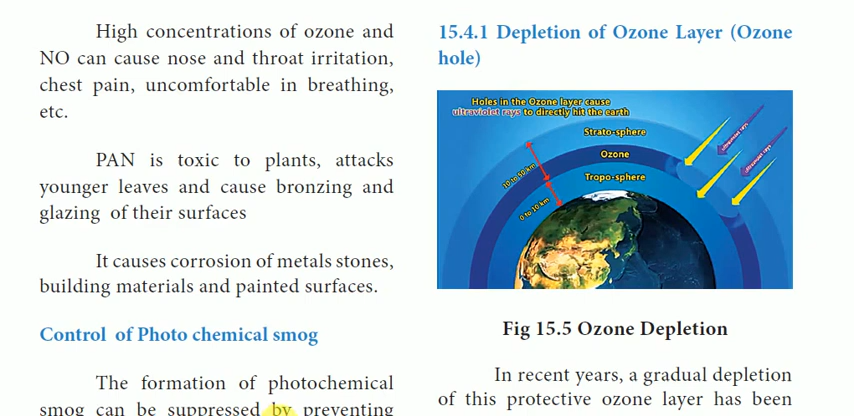 High concentrations of ozone and
NO can cause nose and throat irritation,
chest pain, uncomfortable in breathing,
etc.
PAN is toxic to plants, attacks
younger leaves and cause bronzing and
glazing of their surfaces
It causes corrosion of metals stones,
building materials and painted surfaces.
Control of Photo chemical smog
The formation of photochemical
smog can be suppressed by preventing
15.4.1 Depletion of Ozone Layer (Ozone
hole)
Holes in the Ozone layer cause
ultraviolet rays to directly hit the earth
Strato-sphere
Ozone
Tropo-sphere
10 to 50 km
0 to 10 km
ultraviolet rays
ultraviolet rays
Fig 15.5 Ozone Depletion
In recent years, a gradual depletion
of this protective ozone layer has been